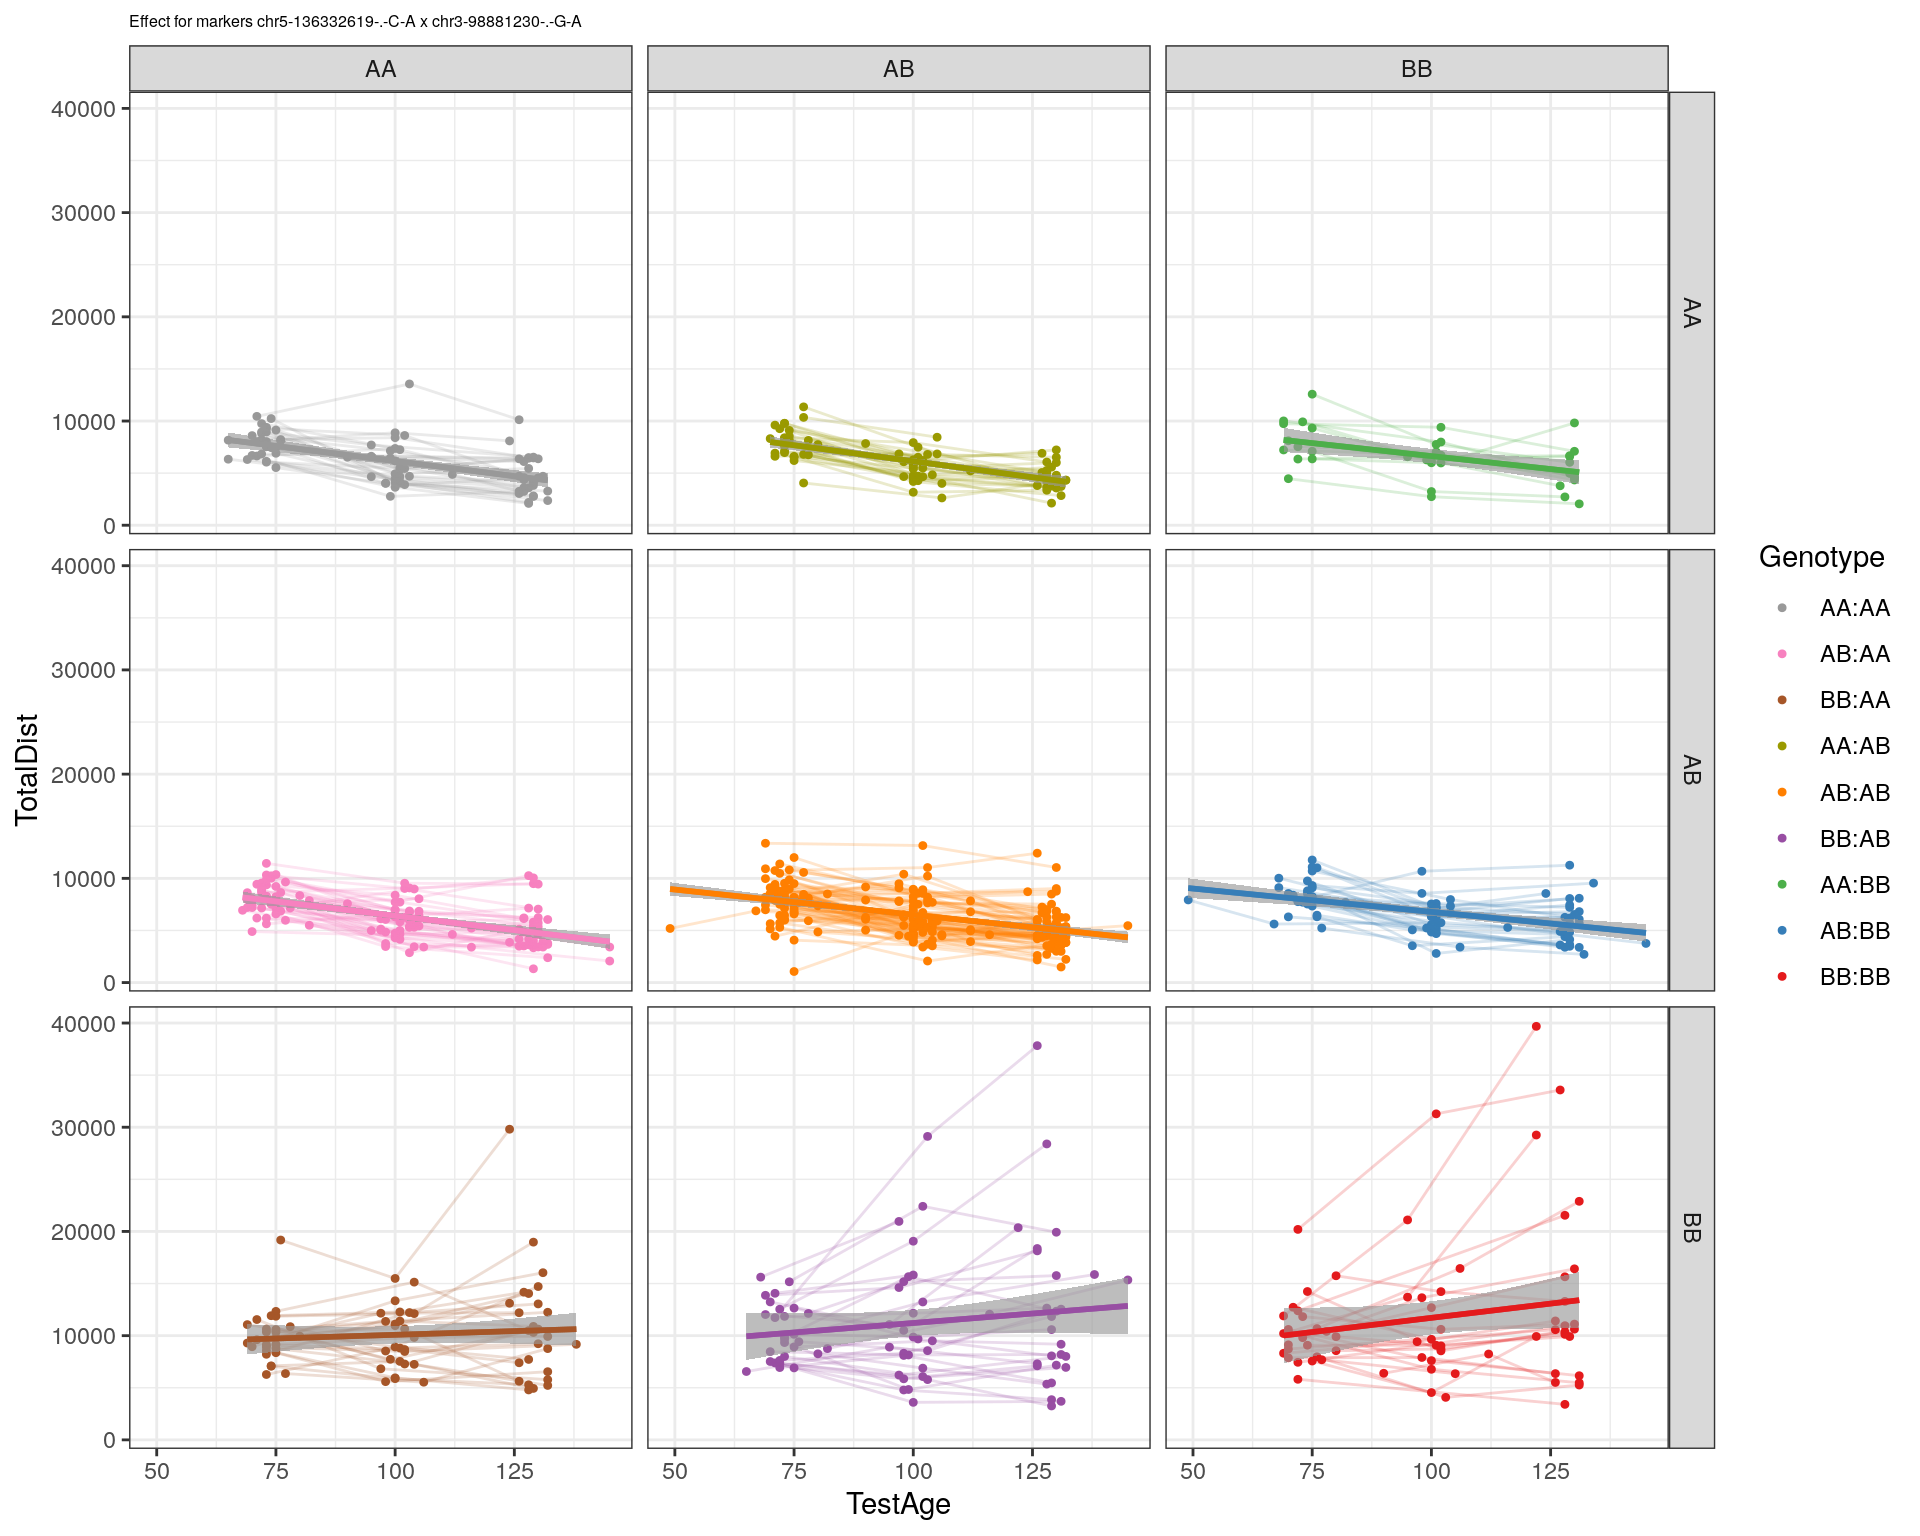 Effect for markers chr5-136332619-.-C-A x chr3-98881230-.-G-A
AA
AB
BB
40000
30000
20000
10000
0
AA
40000
30000
20000
10000
0
AB
40000
30000
20000
10000
0
BB
50
75
100
125
50
75
100
125
50
75
100
125
TestAge
TotalDist
Genotype
AA:AA
AB:AA
BB:AA
AA:AB
AB:AB
BB:AB
AA:BB
AB:BB
BB:BB